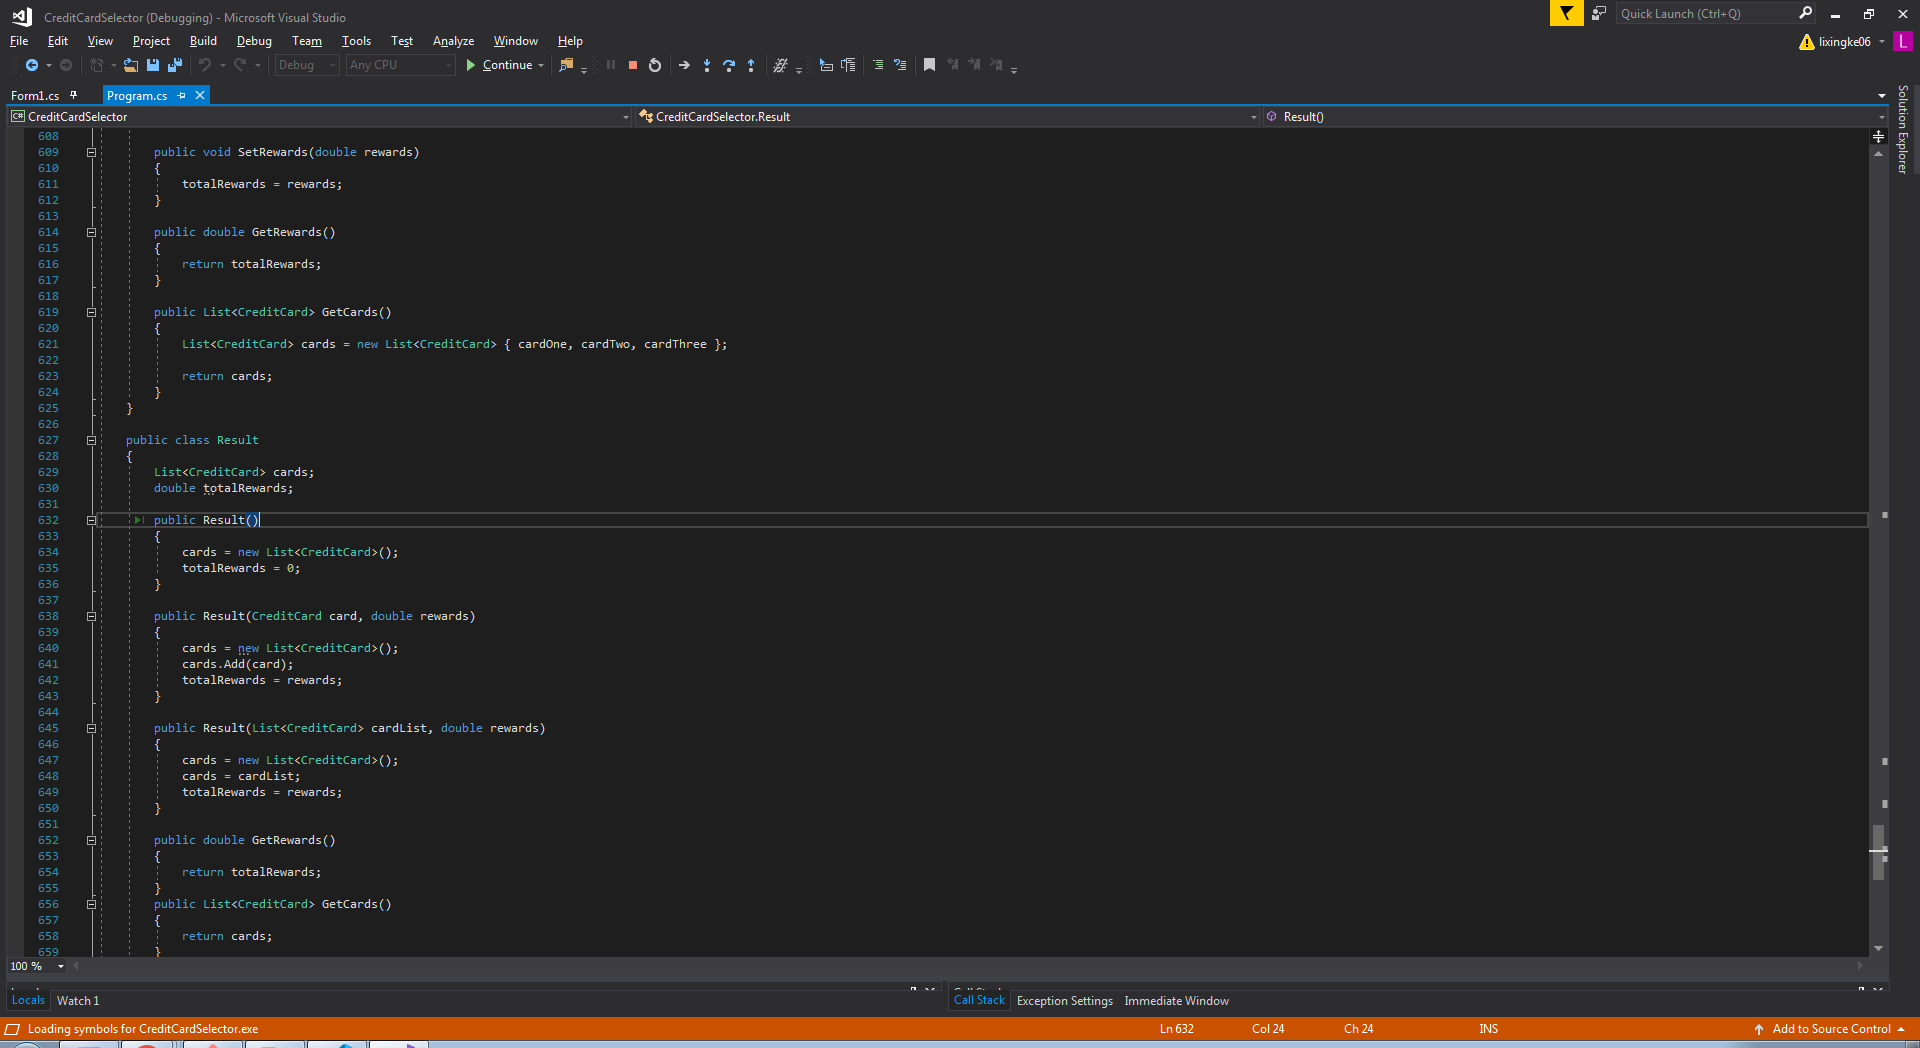 CreditCardSelector (Debugging) - Microsoft Visual Studio
Quick Launch (Ctrl+Q)
File Edit View Project Build Debug Team Tools Test Analyze Window Help
lixingke06 L
Debug Any CPU Continue
Form1.cs Program.cs
Solution Explorer
C# CreditCardSelector CreditCardSelector.Result Result()
608
609 public void SetRewards(double rewards)
610 {
611 totalRewards = rewards;
612 }
613
614 public double GetRewards()
615 {
616 return totalRewards;
617 }
618
619 public List<CreditCard> GetCards()
620 {
621 List<CreditCard> cards = new List<CreditCard> { cardOne, cardTwo, cardThree };
622
623 return cards;
624 }
625 }
626
627 public class Result
628 {
629 List<CreditCard> cards;
630 double totalRewards;
631
632 public Result()
633 {
634 cards = new List<CreditCard>();
635 totalRewards = 0;
636 }
637
638 public Result(CreditCard card, double rewards)
639 {
640 cards = new List<CreditCard>();
641 cards.Add(card);
642 totalRewards = rewards;
643 }
644
645 public Result(List<CreditCard> cardList, double rewards)
646 {
647 cards = new List<CreditCard>();
648 cards = cardList;
649 totalRewards = rewards;
650 }
651
652 public double GetRewards()
653 {
654 return totalRewards;
655 }
656 public List<CreditCard> GetCards()
657 {
658 return cards;
659 }
100 %
Locals Watch 1 Call Stack Exception Settings Immediate Window
Loading symbols for CreditCardSelector.exe Ln 632 Col 24 Ch 24 INS Add to Source Control